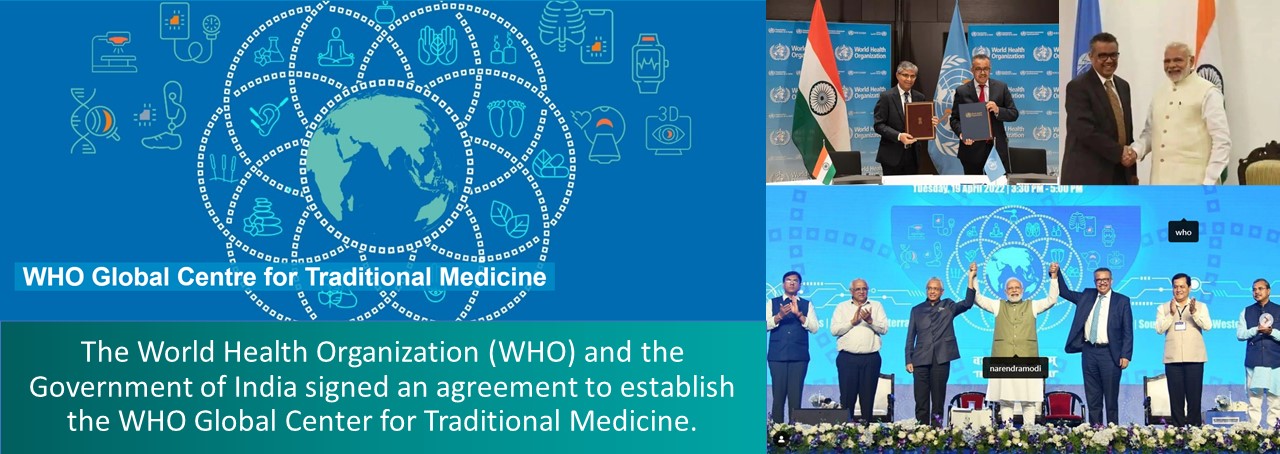 3D
WHO Global Centre for Traditional Medicine
The World Health Organization (WHO) and the
Government of India signed an agreement to establish
the WHO Global Center for Traditional Medicine.
World Health
Organization
Tuesday, 19 April 2022 | 3:30 PM - 5:00 PM
who
narendramodi